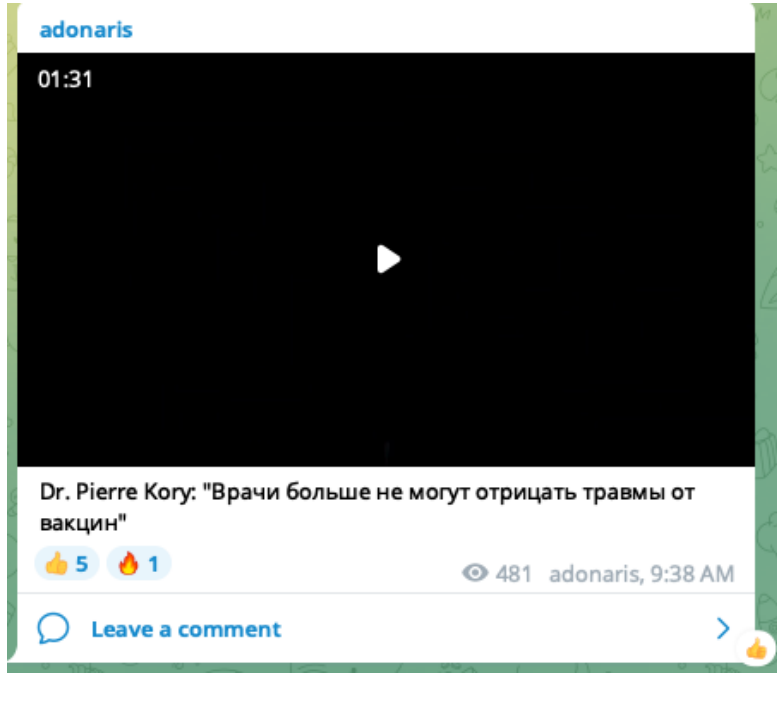 adonaris
01:31
Dr. Pierre Kory: "Врачи больше не могут отрицать травмы от
вакцин"
👍 5 🔥 1
481 adonaris, 9:38 AM
Leave a comment